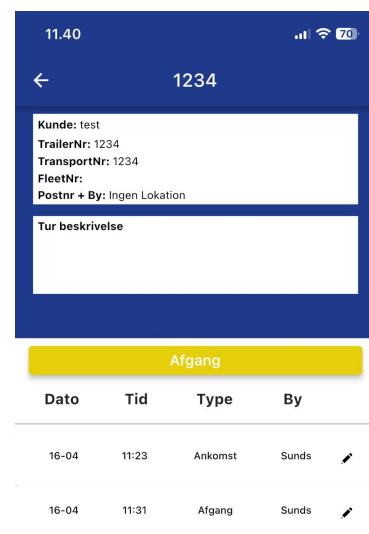 11.40
70
1234
Kunde: test
TrailerNr: 1234
TransportNr: 1234
FleetNr:
Postnr + By: Ingen Lokation
Tur beskrivelse
Afgang
Dato Tid Type By
16-04 11:23 Ankomst Sunds
16-04 11:31 Afgang Sunds